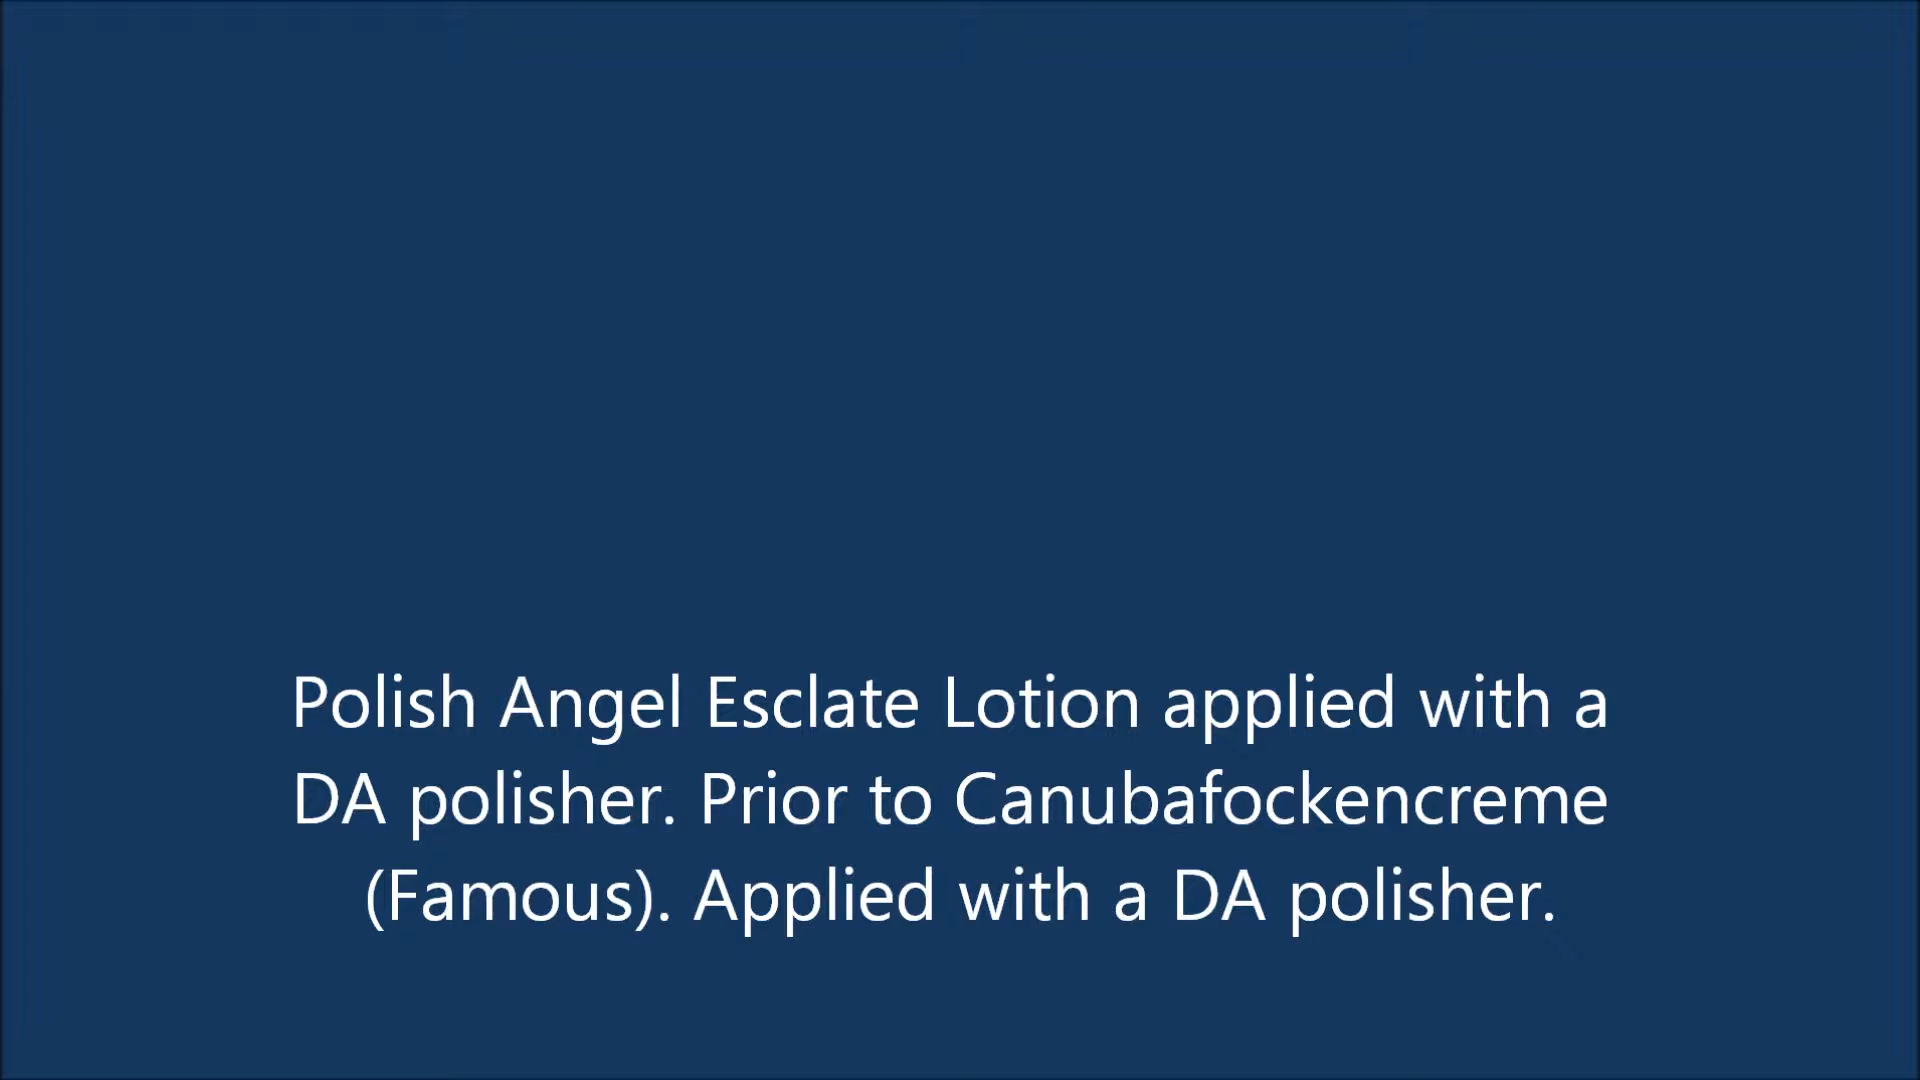 Polish Angel Esclate Lotion applied with a
DA polisher. Prior to Canubafockencreme
(Famous). Applied with a DA polisher.